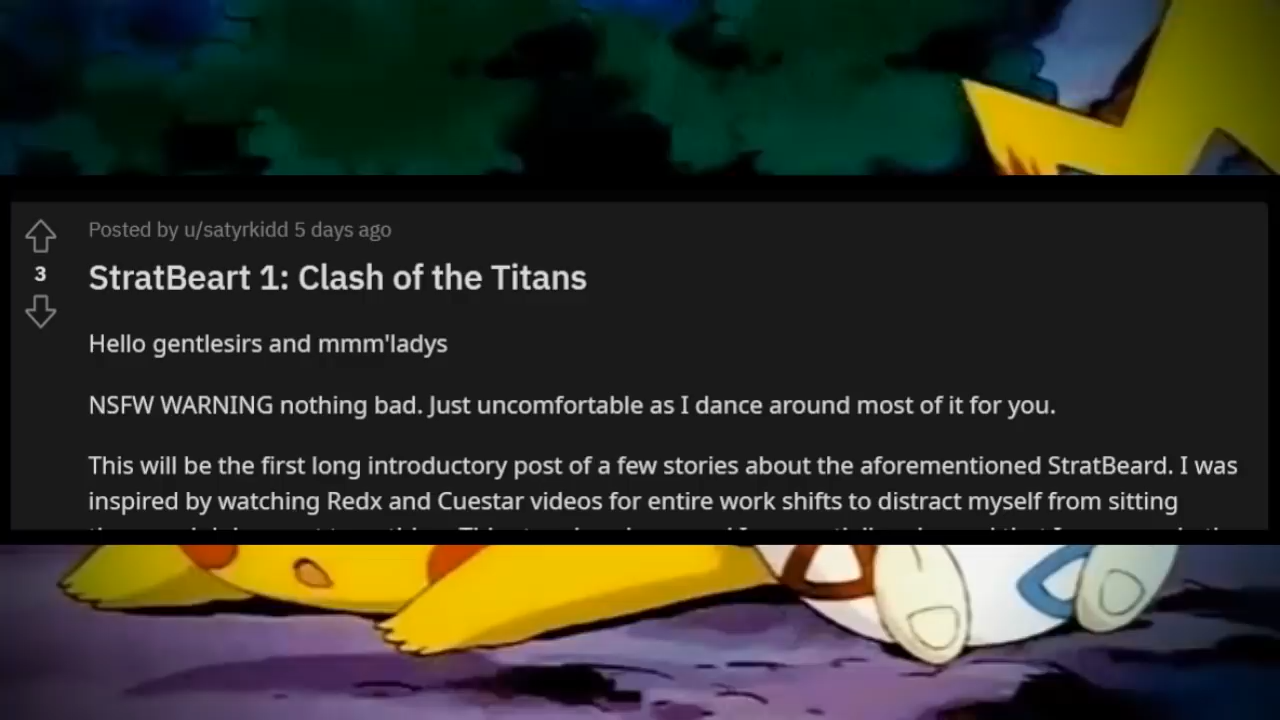 Posted by u/satyrkidd 5 days ago
3
StratBeart 1: Clash of the Titans
Hello gentlesirs and mmm'ladys
NSFW WARNING nothing bad. Just uncomfortable as I dance around most of it for you.
This will be the first long introductory post of a few stories about the aforementioned StratBeard. I was
inspired by watching Redx and Cuestar videos for entire work shifts to distract myself from sitting